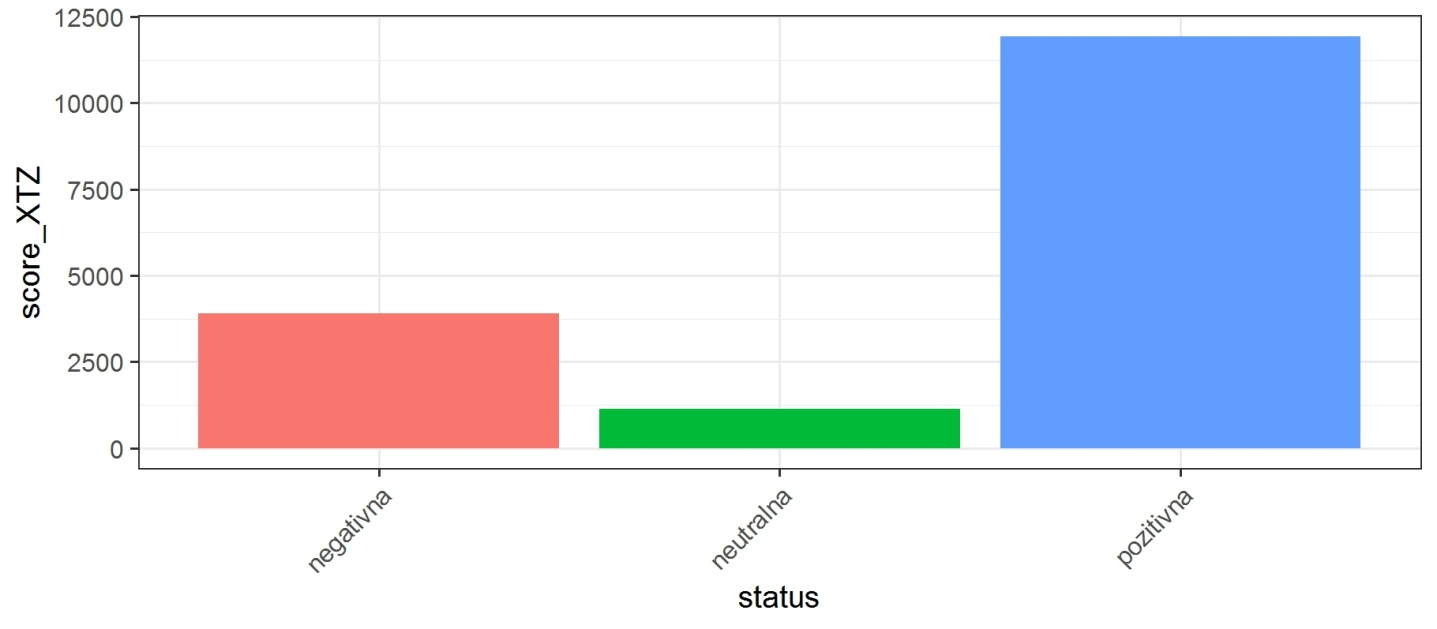 12500
10000
7500
5000
2500
0
score_XTZ
negativna
neutralna
pozitivna
status